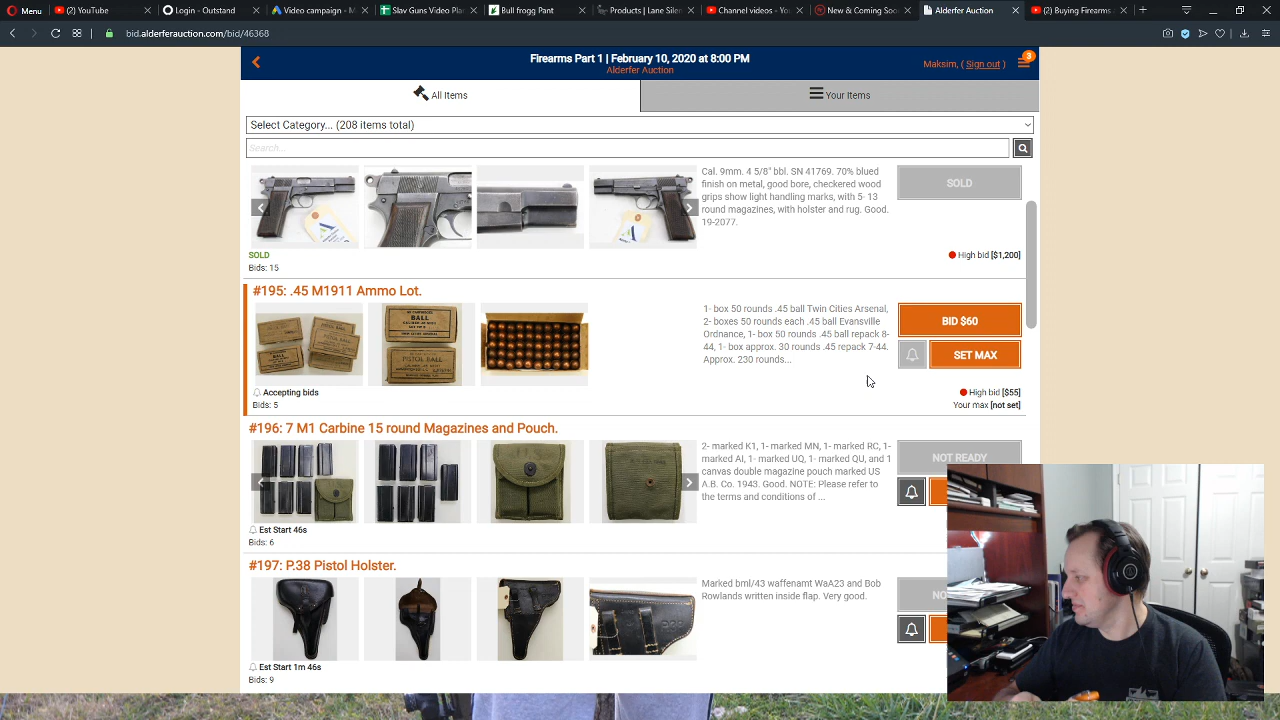 Menu
YouTube
Login - Outstand
Video campaign - M
Slav Guns Video Plan
Bull frogg Pant
Products | Lane Silen
Channel videos - You
New & Coming Soo
Alderfer Auction
(2) Buying Firearms
bid.alderferauction.com/bid/46368
Firearms Part 1 | February 10, 2020 at 8:00 PM
Alderfer Auction
Maksim, ( Sign out )
3
All Items
Your Items
Select Category... (208 items total)
Search...
Cal. 9mm. 4 5/8" bbl. SN 41769. 70% blued
finish on metal, good bore, checkered wood
grips show light handling marks, with 5- 13
round magazines, with holster and rug. Good.
19-2077.
SOLD
SOLD
Bids: 15
High bid [$1,200]
#195: .45 M1911 Ammo Lot.
1- box 50 rounds .45 ball Twin Cities Arsenal,
2- boxes 50 rounds each .45 ball Evansville
Ordnance, 1- box 50 rounds .45 ball repack 8-
44, 1- box approx. 30 rounds .45 repack 7-44.
Approx. 230 rounds...
BALL
PISTOL BALL
BID $60
SET MAX
Accepting bids
Bids: 5
High bid [$55]
Your max [not set]
#196: 7 M1 Carbine 15 round Magazines and Pouch.
2- marked K1, 1- marked MN, 1- marked RC, 1-
marked AI, 1- marked UQ, 1- marked QU, and 1
canvas double magazine pouch marked US
A.B. Co. 1943. Good. NOTE: Please refer to
the terms and conditions of ...
NOT READY
Est Start 46s
Bids: 6
#197: P.38 Pistol Holster.
Marked bml/43 waffenamt WaA23 and Bob
Rowlands written inside flap. Very good.
NO
Est Start 1m 46s
Bids: 9